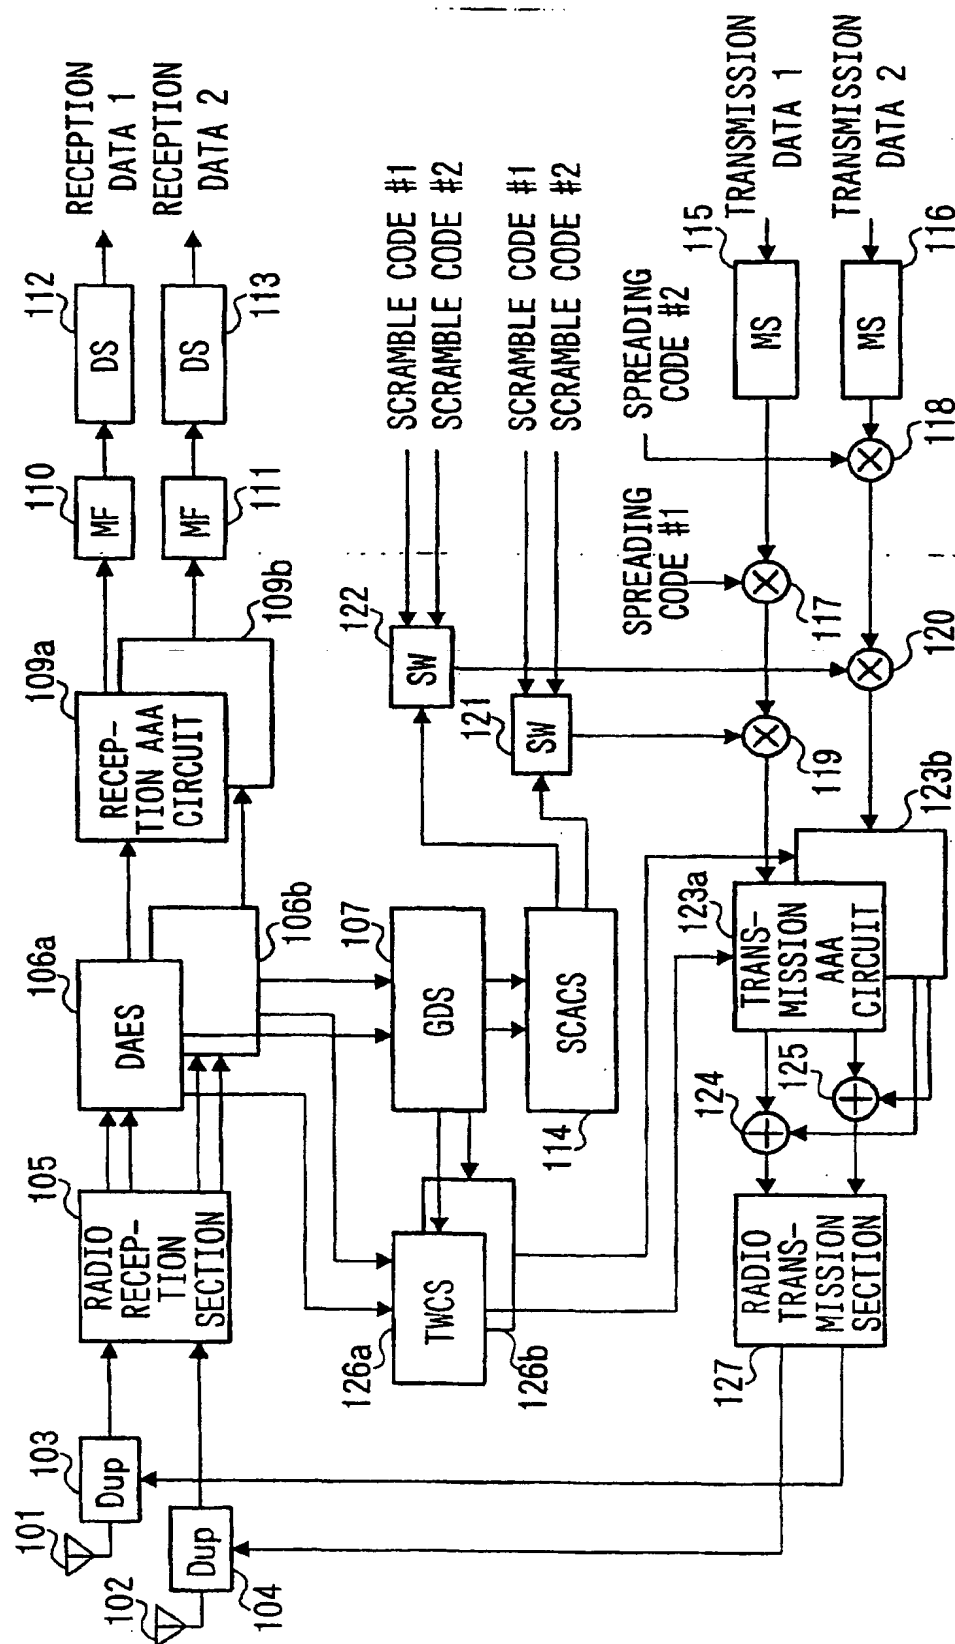 101
102
103
Dup
Dup
104
105
RADIO
RECEP-
TION
SECTION
106a
DAES
106b
109a
RECEP-
TION AAA
CIRCUIT
109b
110
MF
MF
111
112
DS
DS
113
RECEPTION
DATA 1
RECEPTION
DATA 2
107
GDS
SCACS
114
126a
TWCS
126b
122
SW
121
SW
SCRAMBLE CODE #1
SCRAMBLE CODE #2
SCRAMBLE CODE #1
SCRAMBLE CODE #2
127
RADIO
TRANS-
MISSION
SECTION
124
125
123a
TRANS-
MISSION
AAA
CIRCUIT
123b
119
120
SPREADING
CODE #1
117
SPREADING
CODE #2
118
115
MS
MS
116
TRANSMISSION
DATA 1
TRANSMISSION
DATA 2